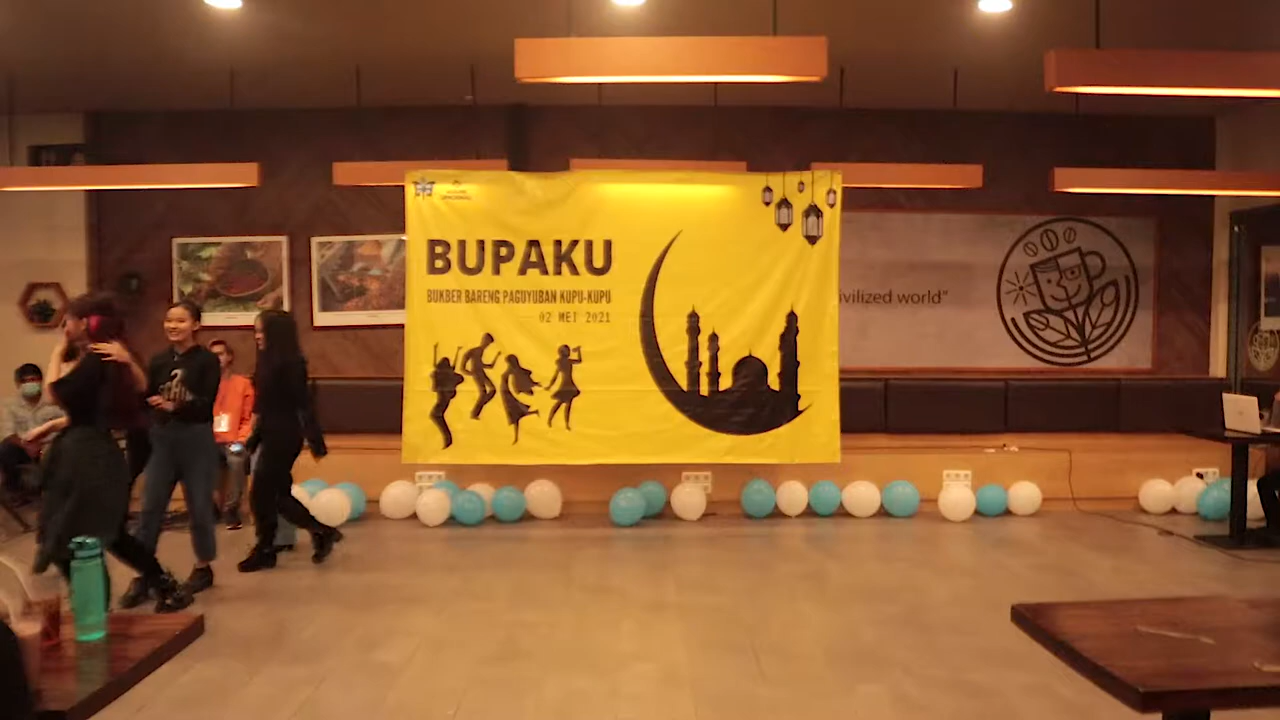 BUPAKU
BUKBER BARENG PAGUYUBAN KUPU-KUPU
02 MEI 2021
ivilized world"